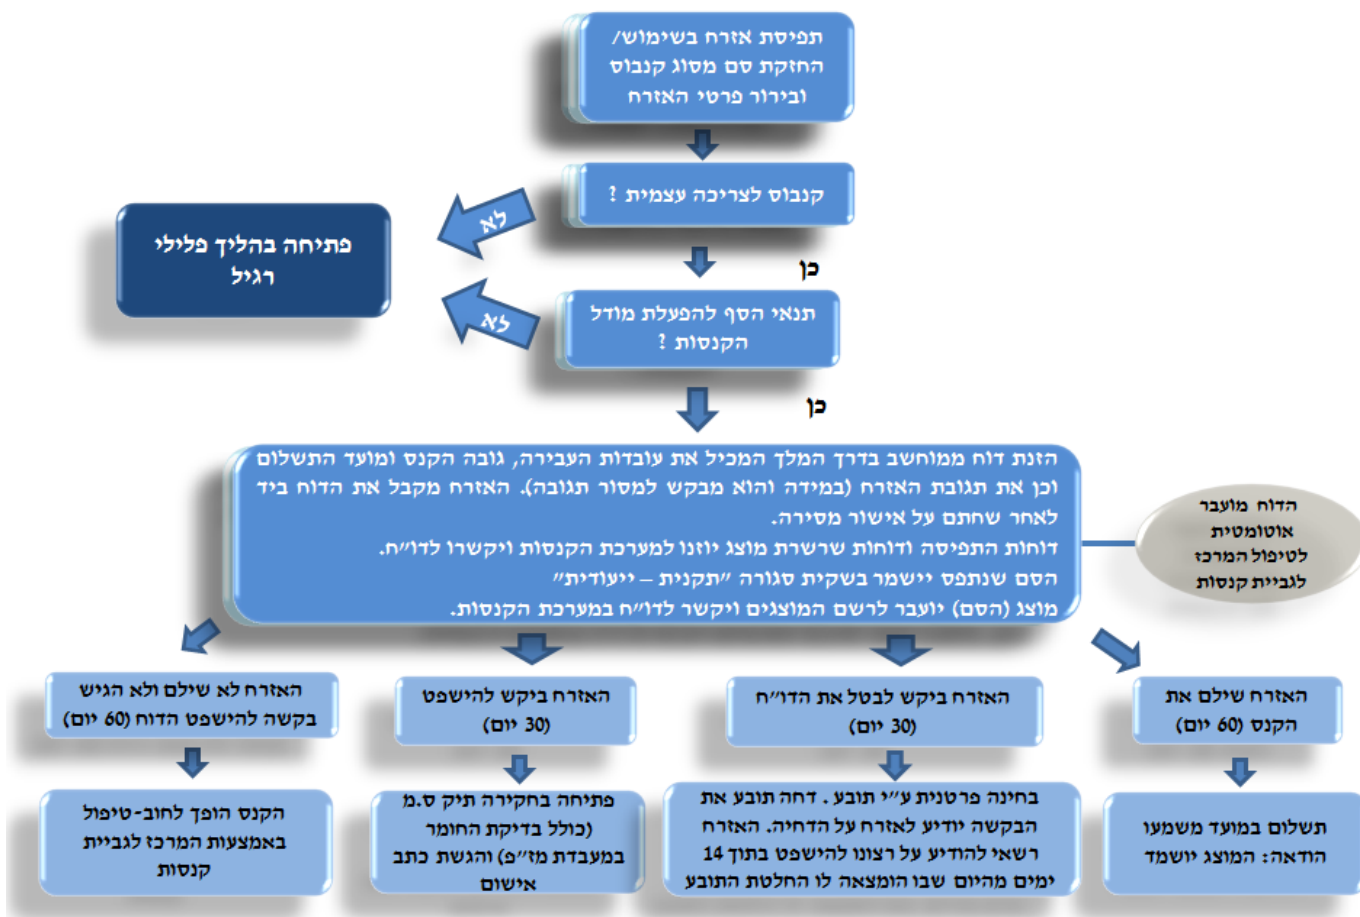 תפיסת אזרח בשימוש/
החזקת סם מסוג קנבוס
ובירור פרטי האזרח
קנבוס לצריכה עצמית ?
לא
פתיחה בהליך פלילי
רגיל
כן
תנאי הסף להפעלת מודל
הקנסות ?
לא
כן
הזנת דוח ממוחשב בדרך המלך המכיל את עובדות העבירה, גובה הקנס ומועד התשלום
וכן את תגובת האזרח (במידה והוא מבקש למסור תגובה). האזרח מקבל את הדוח ביד
לאחר שחתם על אישור מסירה.
דוחות התפיסה ודוחות שרשרת מוצג יוזנו למערכת הקנסות ויקשרו לדו"ח.
הסם שנתפס יישמר בשקית סגורה "תקנית – ייעודית"
מוצג (הסם) יועבר לרשם המוצגים ויקשר לדו"ח במערכת הקנסות.
הדוח מועבר
אוטומטית
לטיפול המרכז
לגביית קנסות
האזרח שילם את
הקנס (60 יום)
האזרח ביקש לבטל את הדו"ח
(30 יום)
האזרח ביקש להישפט
(30 יום)
האזרח לא שילם ולא הגיש
בקשה להישפט הדוח (60 יום)
תשלום במועד משמעו
הודאה: המוצג יושמד
בחינה פרטנית ע"י תובע . דחה תובע את
הבקשה יודיע לאזרח על הדחיה. האזרח
רשאי להודיע על רצונו להישפט בתוך 14
ימים מהיום שבו הומצאה לו החלטת התובע
פתיחה בחקירה תיק ס.מ
(כולל בדיקת החומר
במעבדת מז"פ) והגשת כתב
אישום
הקנס הופך לחוב-טיפול
באמצעות המרכז לגביית
קנסות